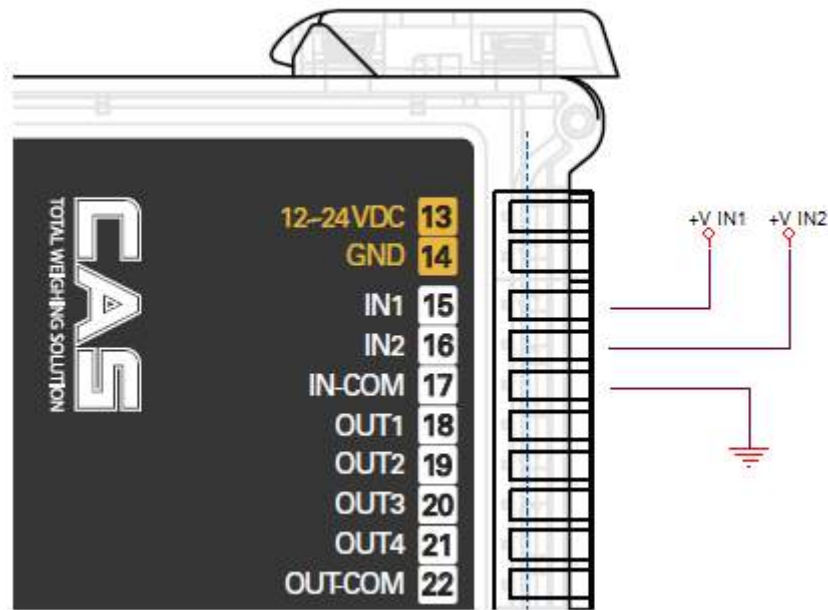 CAS
TOTAL WEIGHING SOLUTION
12~24VDC 13
GND 14
IN1 15
IN2 16
IN-COM 17
OUT1 18
OUT2 19
OUT3 20
OUT4 21
OUT-COM 22
+V IN1 +V IN2